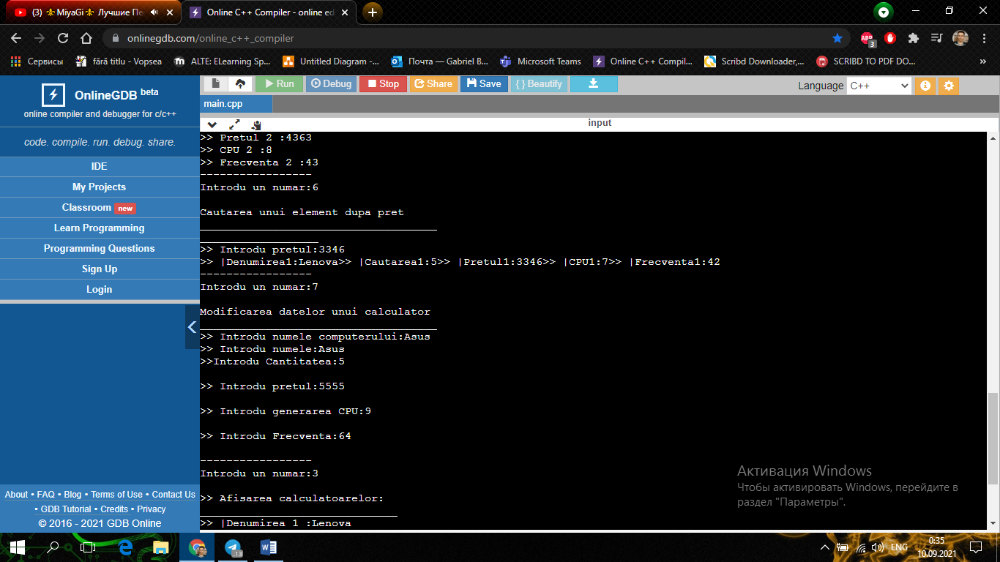 (3) ⚜MiyaGi⚜ Лучшие Пе
Online C++ Compiler - online ed
onlinegdb.com/online_c++_compiler
ABP 3
Сервисы fără titlu - Vopsea ALTE: ELearning Sp... Untitled Diagram -... Почта — Gabriel B... Microsoft Teams Online C++ Compil... Scribd Downloader,... SCRIBD TO PDF DO... »
OnlineGDB beta
online compiler and debugger for c/c++
code. compile. run. debug. share.
IDE
My Projects
Classroom new
Learn Programming
Programming Questions
Sign Up
Login
About • FAQ • Blog • Terms of Use • Contact Us
• GDB Tutorial • Credits • Privacy
© 2016 - 2021 GDB Online
Run Debug Stop Share Save { } Beautify
Language C++
main.cpp
input
>> Pretul 2 :4363
>> CPU 2 :8
>> Frecventa 2 :43
-----------------
Introdu un numar:6
Cautarea unui element dupa pret
____________________________________
__________________
>> Introdu pretul:3346
>> |Denumirea1:Lenova>> |Cautarea1:5>> |Pretul1:3346>> |CPU1:7>> |Frecventa1:42
-----------------
Introdu un numar:7
Modificarea datelor unui calculator
____________________________________
>> Introdu numele computerului:Asus
>> Introdu numele:Asus
>>Introdu Cantitatea:5
>> Introdu pretul:5555
>> Introdu generarea CPU:9
>> Introdu Frecventa:64
-----------------
Introdu un numar:3
>> Afisarea calculatoarelor:
______________________________
>> |Denumirea 1 :Lenova
Активация Windows
Чтобы активировать Windows, перейдите в
раздел "Параметры".
13
ENG
0:35
10.09.2021